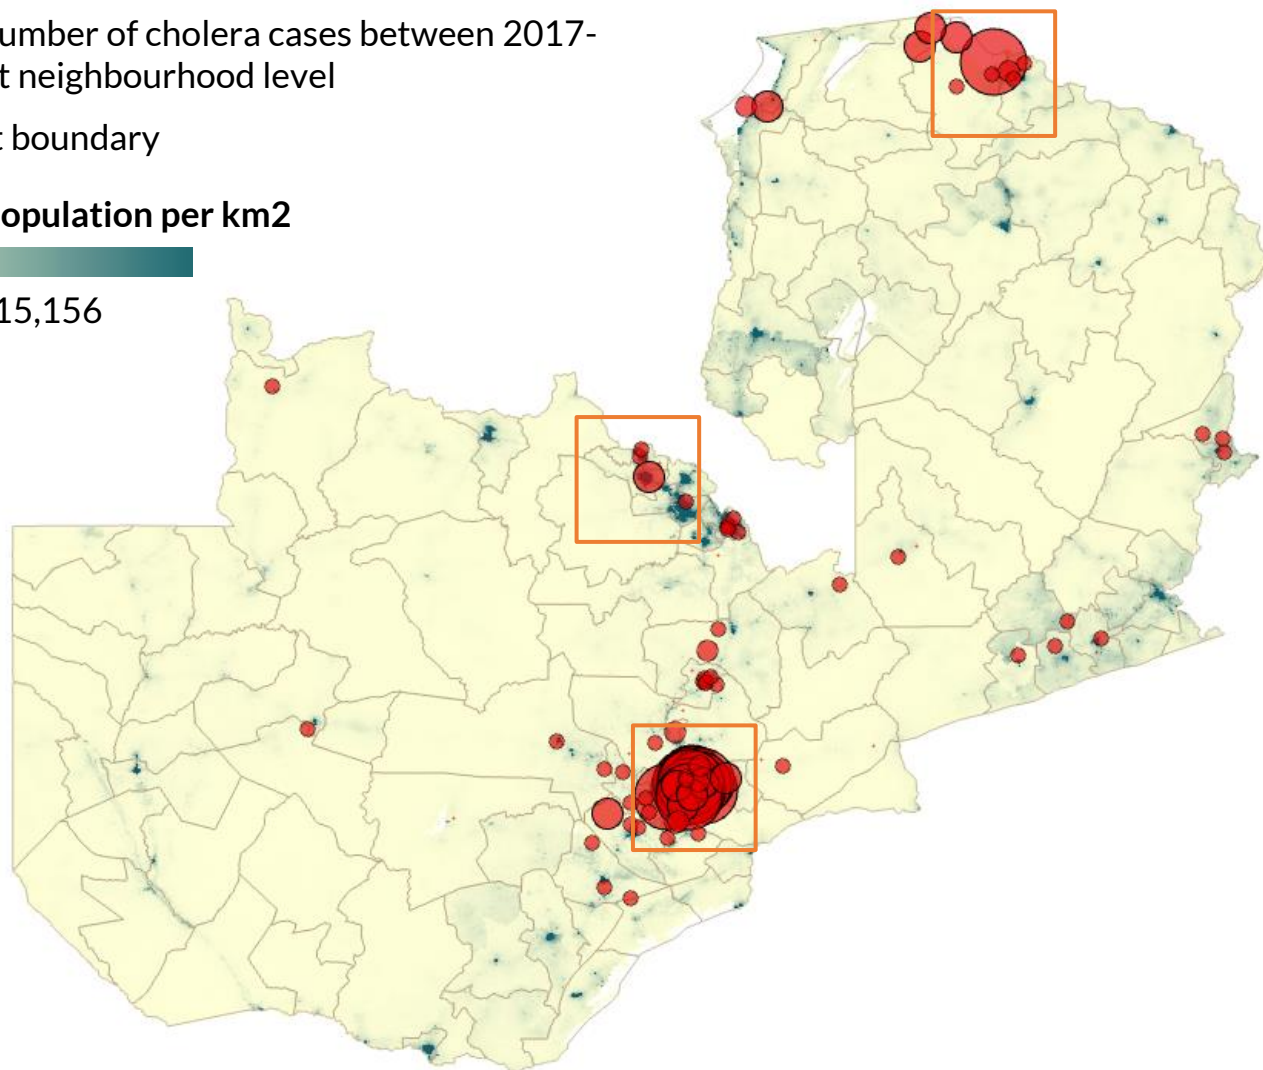 umber of cholera cases between 2017-
t neighbourhood level
t boundary
opulation per km2
15,156